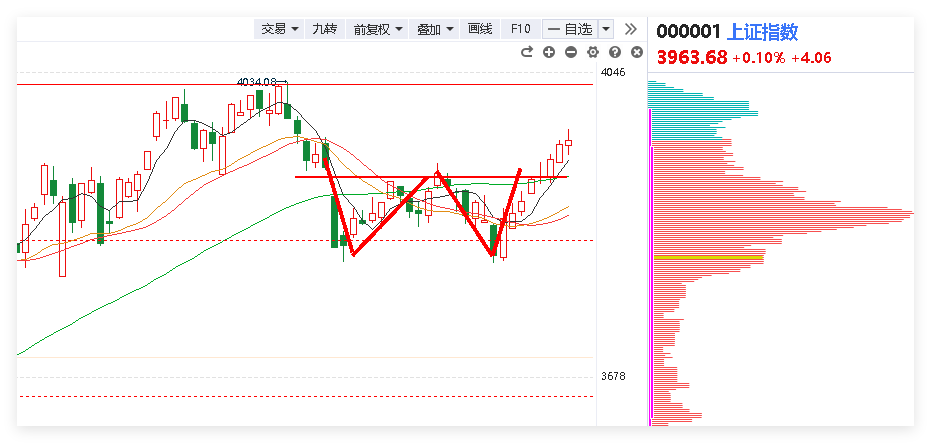 交易 九转 前复权 叠加 画线 F10 一 自选
000001 上证指数
3963.68 +0.10% +4.06
4046
4034.08
3678